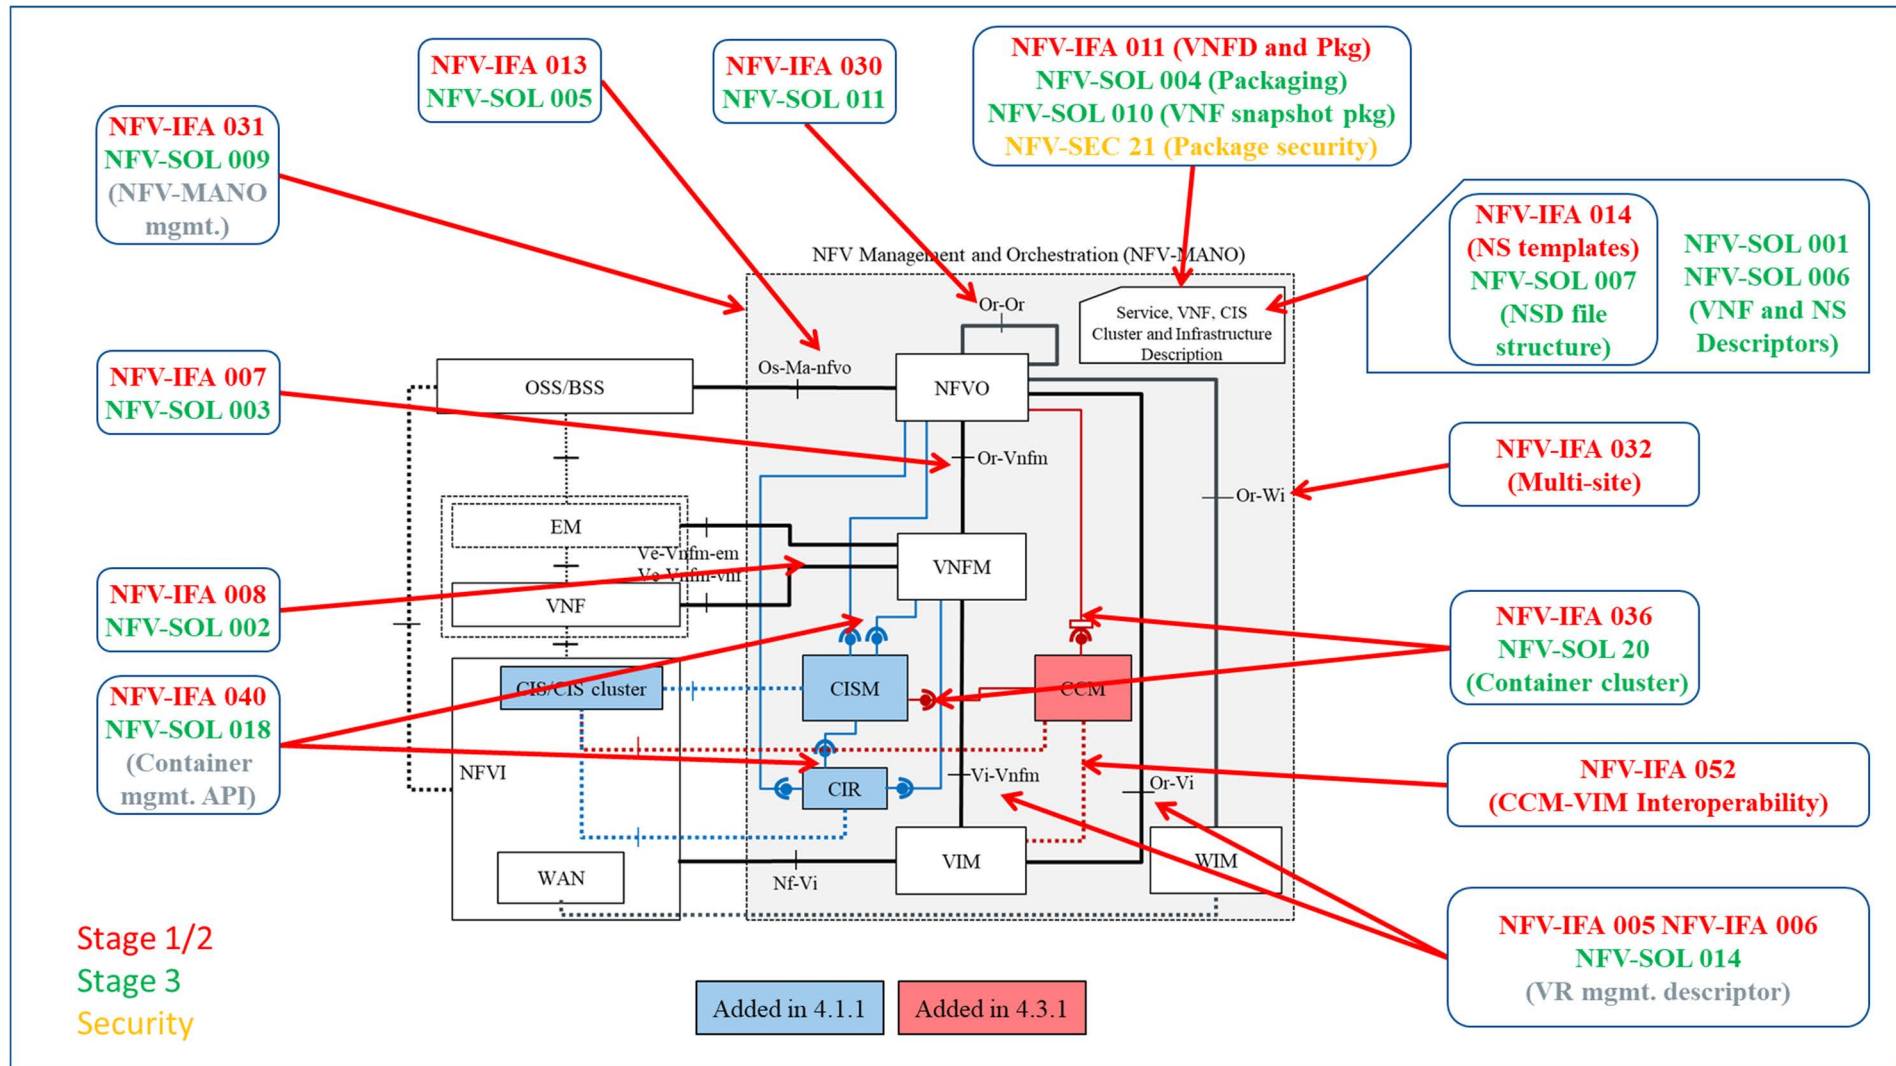 NFV-IFA 013
NFV-SOL 005
NFV-IFA 030
NFV-SOL 011
NFV-IFA 011 (VNFD and Pkg)
NFV-SOL 004 (Packaging)
NFV-SOL 010 (VNF snapshot pkg)
NFV-SEC 21 (Package security)
NFV-IFA 031
NFV-SOL 009
(NFV-MANO
mgmt.)
NFV-IFA 014
(NS templates)
NFV-SOL 007
(NSD file
structure)
NFV-SOL 001
NFV-SOL 006
(VNF and NS
Descriptors)
NFV Management and Orchestration (NFV-MANO)
Or-Or
Service, VNF, CIS
Cluster and Infrastructure
Description
Os-Ma-nfvo
OSS/BSS
NFVO
NFV-IFA 007
NFV-SOL 003
Or-Vnfm
NFV-IFA 032
(Multi-site)
Or-Wi
EM
Ve-Vnfm-em
Ve-Vnfm-vnf
VNFM
VNF
NFV-IFA 008
NFV-SOL 002
NFV-IFA 036
NFV-SOL 20
(Container cluster)
CIS/CIS cluster
CISM
CCM
NFV-IFA 040
NFV-SOL 018
(Container
mgmt. API)
NFVI
CIR
Vi-Vnfm
Or-Vi
NFV-IFA 052
(CCM-VIM Interoperability)
WAN
Nf-Vi
VIM
WIM
NFV-IFA 005 NFV-IFA 006
NFV-SOL 014
(VR mgmt. descriptor)
Stage 1/2
Stage 3
Security
Added in 4.1.1
Added in 4.3.1